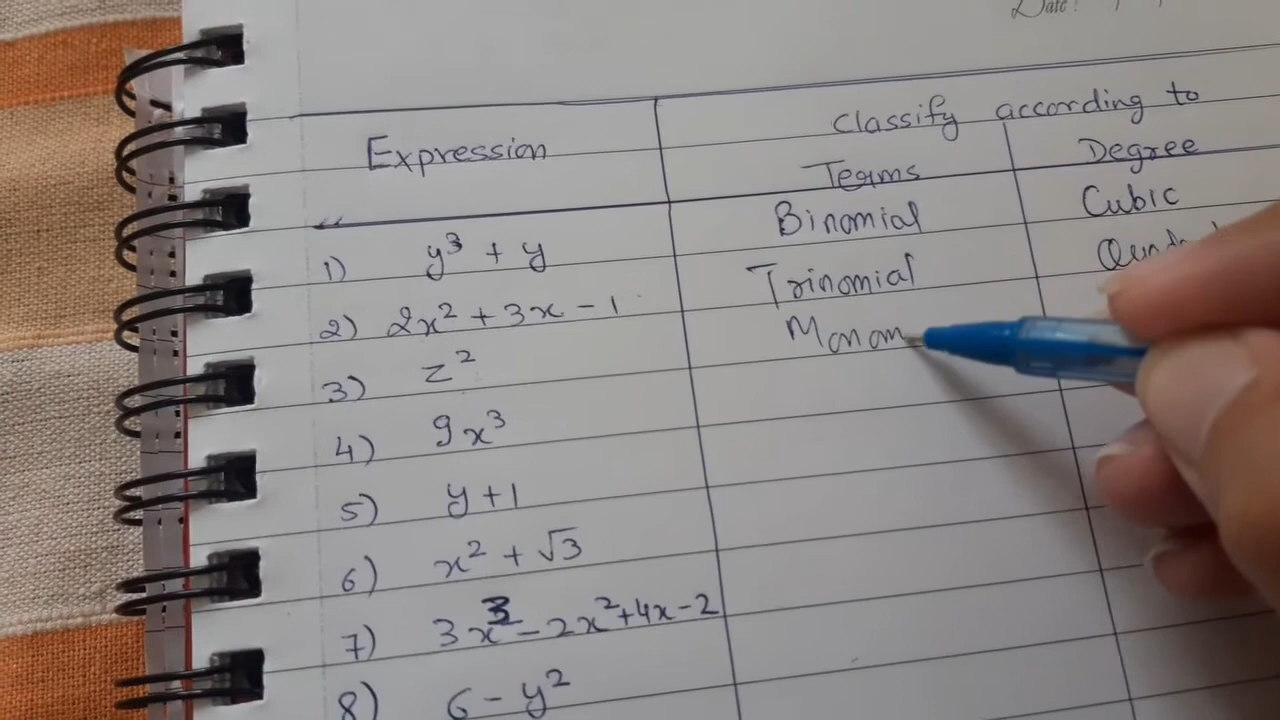 Date :
Classify according to
Expression Terms Degree
1) y³ + y Binomial Cubic
2) 2x² + 3x - 1 Trinomial
3) z² Monom
4) 9x³
5) y + 1
6) x² + √3
7) 3x³ - 2x² + 4x - 2
8) 6 - y²